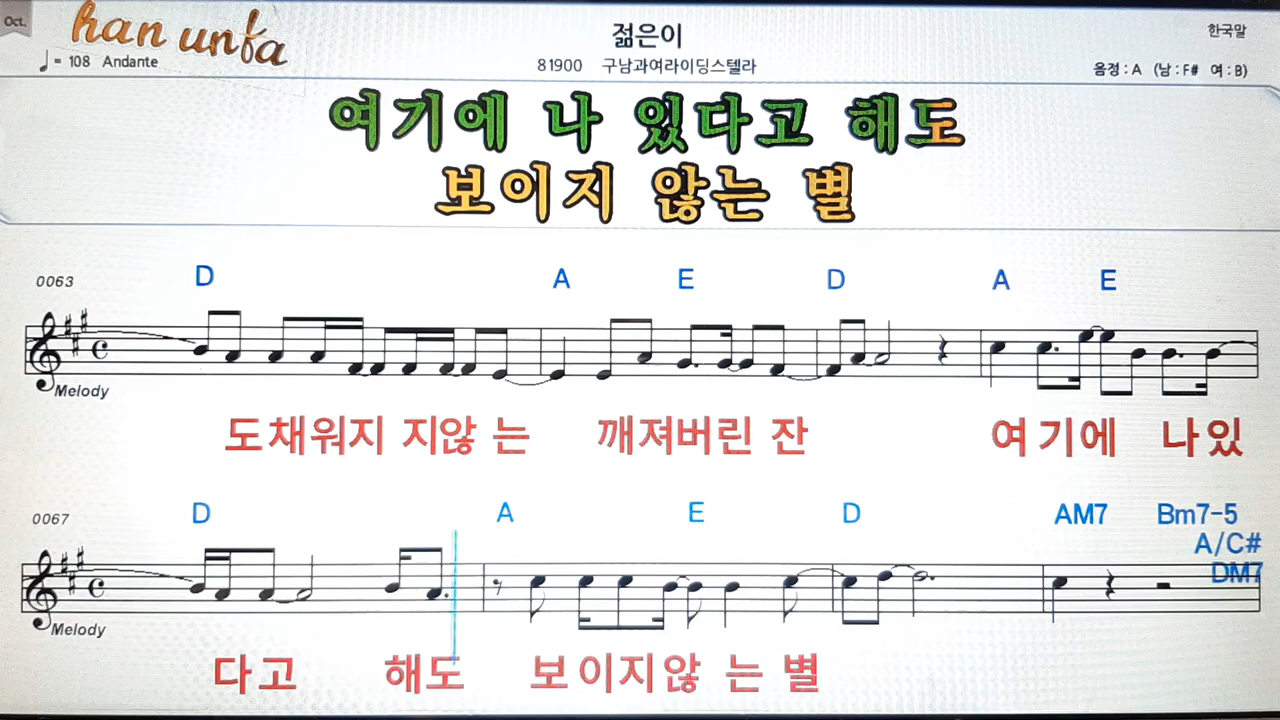 Oct.
han unfa
젊은이
한국말
♩= 108 Andante
81900 구남과여라이딩스텔라
음정 : A (남 : F# 여 : B)
여기에 나 있다고 해도
보이지 않는 별
0063 D A E D A E
Melody
도채워지 지않 는 깨져버린 잔 여기에 나있
0067 D A E D AM7 Bm7-5
A/C#
DM7
Melody
다고 해도 보이지않 는 별